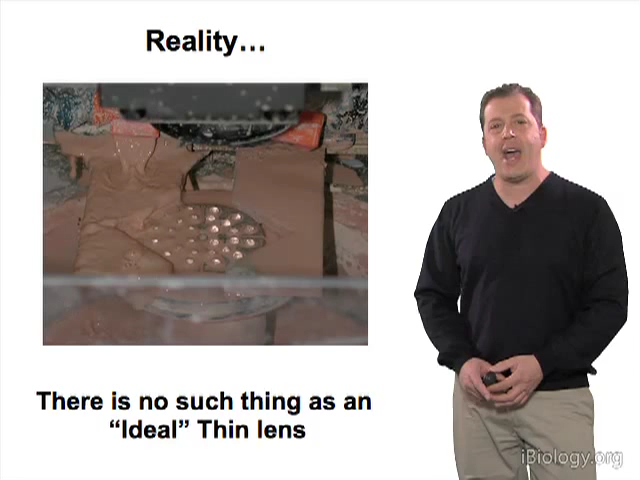 Reality…
There is no such thing as an
“Ideal” Thin lens
iBiology.org